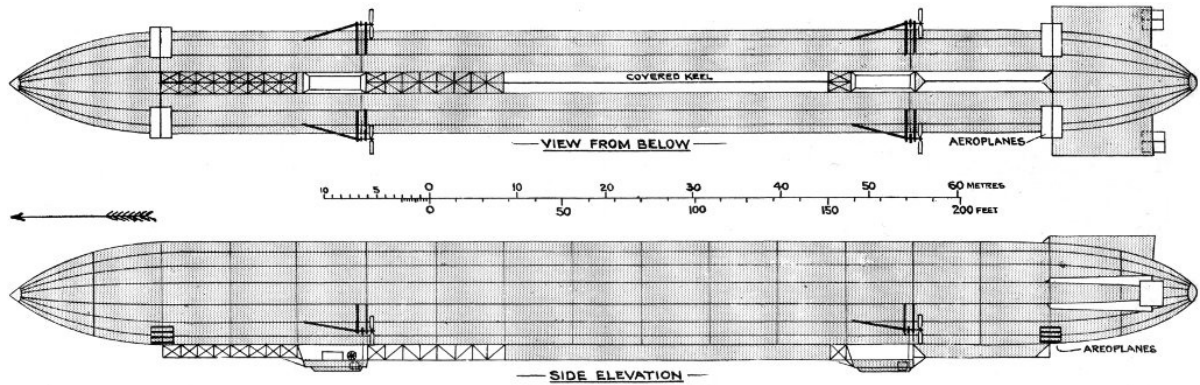 COVERED KEEL
VIEW FROM BELOW
AEROPLANES
10 5 0 10 20 30 40 50 60 METRES
0 50 100 150 200 FEET
AREOPLANES
SIDE ELEVATION